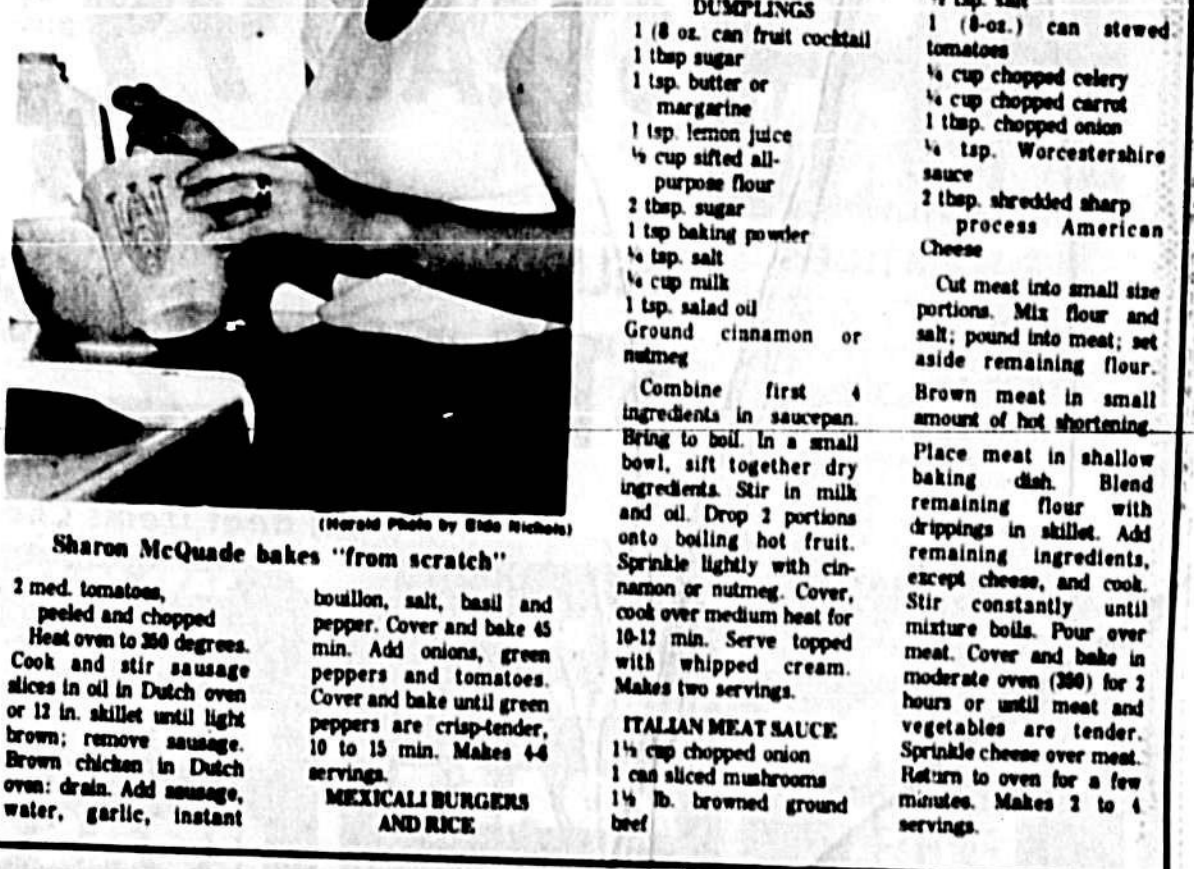 (Herald Photo by Gldo Nichols)
Sharon McQuade bakes "from scratch"
2 med. tomatoes,
peeled and chopped
Heat oven to 350 degrees.
Cook and stir sausage
slices in oil in Dutch oven
or 12 in. skillet until light
brown; remove sausage.
Brown chicken in Dutch
oven: drain. Add sausage,
water, garlic, instant
bouillon, salt, basil and
pepper. Cover and bake 45
min. Add onions, green
peppers and tomatoes.
Cover and bake until green
peppers are crisp-tender,
10 to 15 min. Makes 4-6
servings.
MEXICALI BURGERS
AND RICE
DUMPLINGS
1 (8 oz. can fruit cocktail
1 tbsp sugar
1 tsp. butter or
margarine
1 tsp. lemon juice
½ cup sifted all-
purpose flour
2 tbsp. sugar
1 tsp baking powder
¼ tsp. salt
¼ cup milk
1 tsp. salad oil
Ground cinnamon or
nutmeg
Combine first 4
ingredients in saucepan.
Bring to boil. In a small
bowl, sift together dry
ingredients. Stir in milk
and oil. Drop 2 portions
onto boiling hot fruit.
Sprinkle lightly with cin-
namon or nutmeg. Cover,
cook over medium heat for
10-12 min. Serve topped
with whipped cream.
Makes two servings.
ITALIAN MEAT SAUCE
1½ cup chopped onion
1 can sliced mushrooms
1½ lb. browned ground
beef
tsp. salt
1 (8-oz.) can stewed
tomatoes
¼ cup chopped celery
¼ cup chopped carrot
1 tbsp. chopped onion
¼ tsp. Worcestershire
sauce
2 tbsp. shredded sharp
process American
Cheese
Cut meat into small size
portions. Mix flour and
salt; pound into meat; set
aside remaining flour.
Brown meat in small
amount of hot shortening.
Place meat in shallow
baking dish. Blend
remaining flour with
drippings in skillet. Add
remaining ingredients,
except cheese, and cook.
Stir constantly until
mixture boils. Pour over
meat. Cover and bake in
moderate oven (350) for 2
hours or until meat and
vegetables are tender.
Sprinkle cheese over meat.
Return to oven for a few
minutes. Makes 2 to 4
servings.